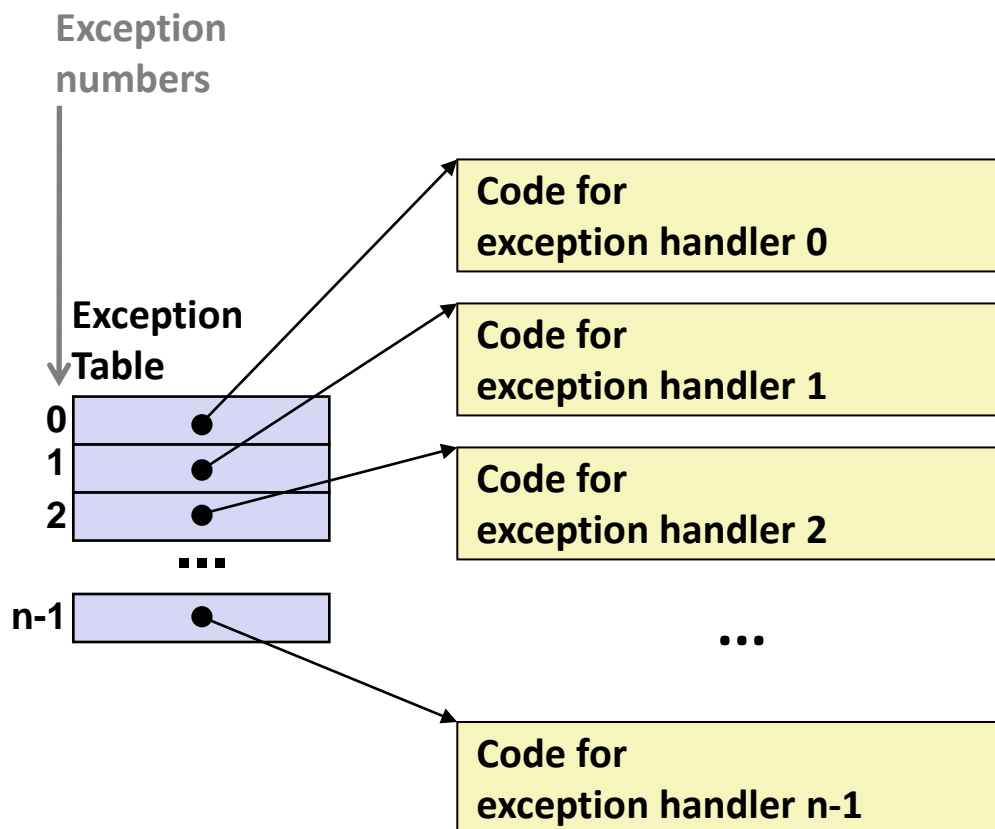 Exception
numbers
Code for
exception handler 0
Exception
Table
Code for
exception handler 1
0
1
2
...
n-1
Code for
exception handler 2
...
Code for
exception handler n-1